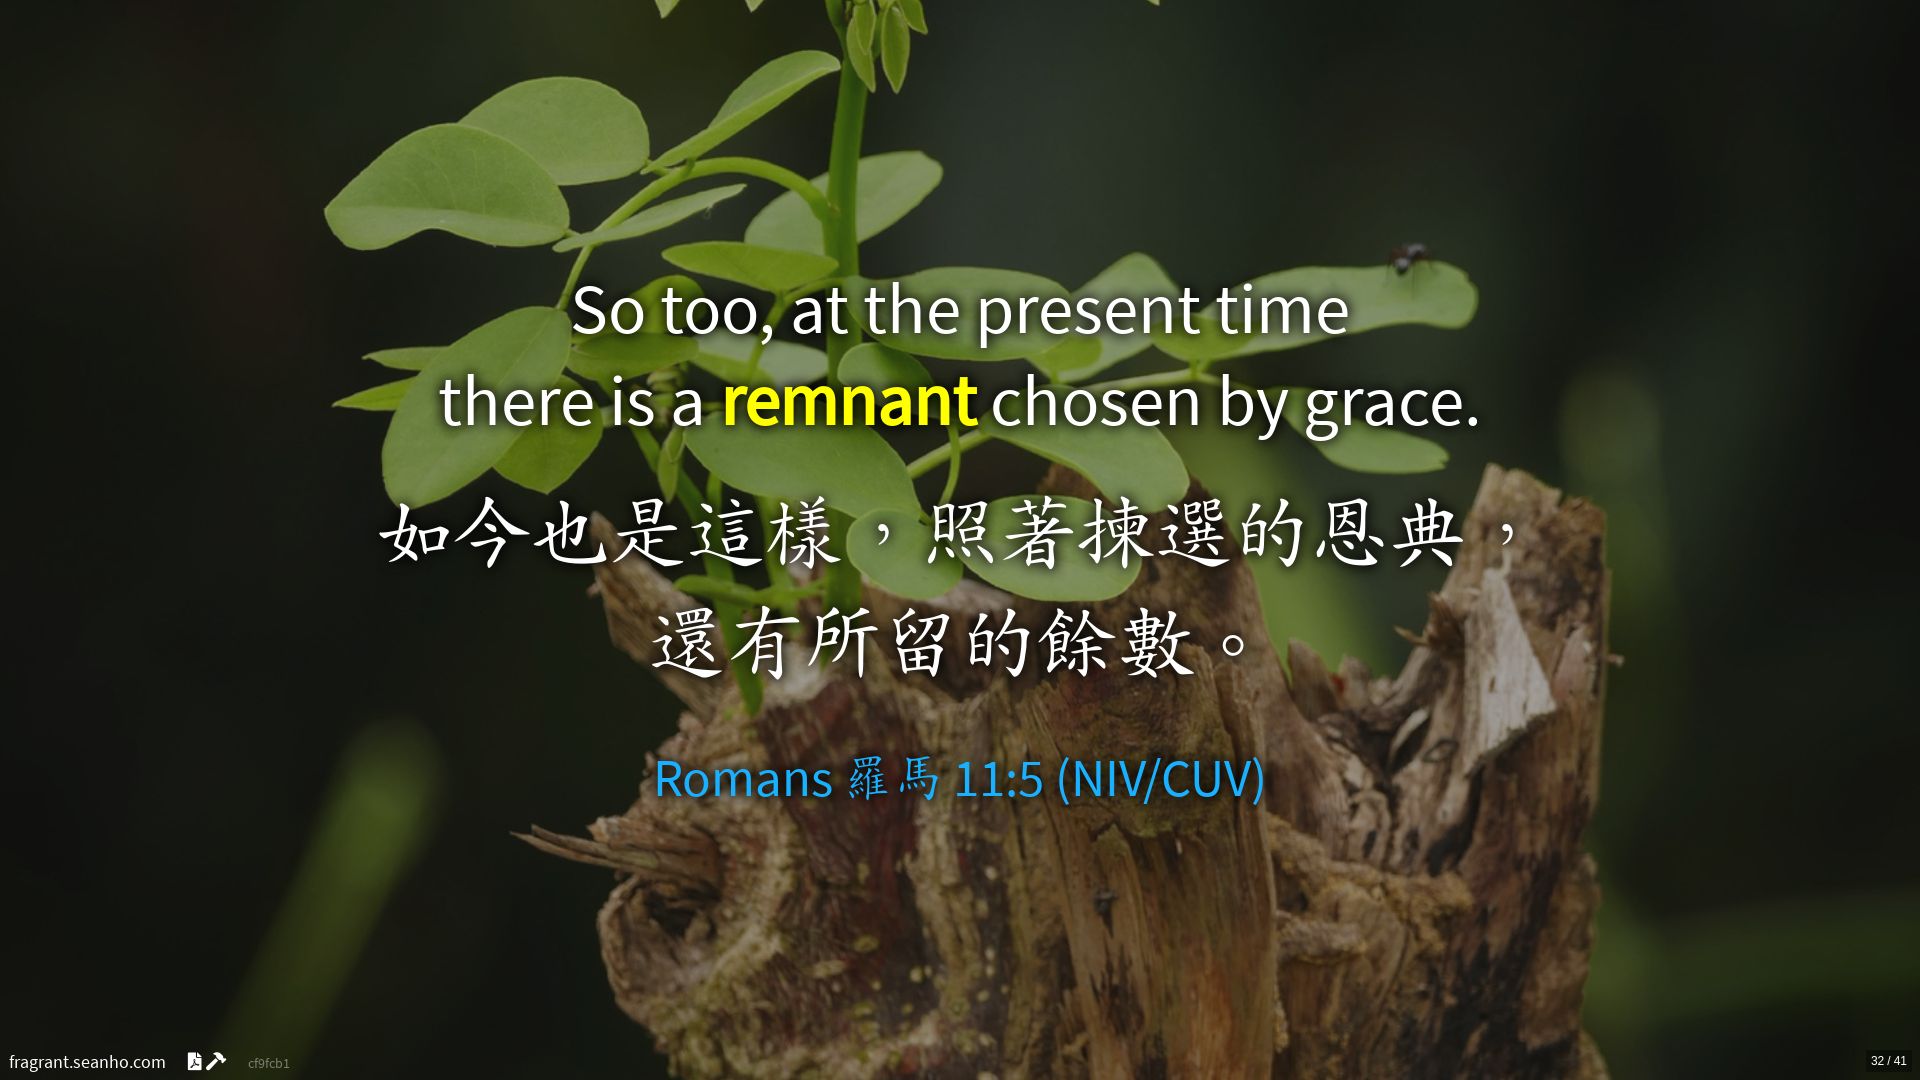 So too, at the present time
there is a remnant chosen by grace.
如今也是這樣，照著揀選的恩典，
還有所留的餘數。
Romans 羅馬 11:5 (NIV/CUV)
fragrant.seanho.com cf9fcb1
32 / 41